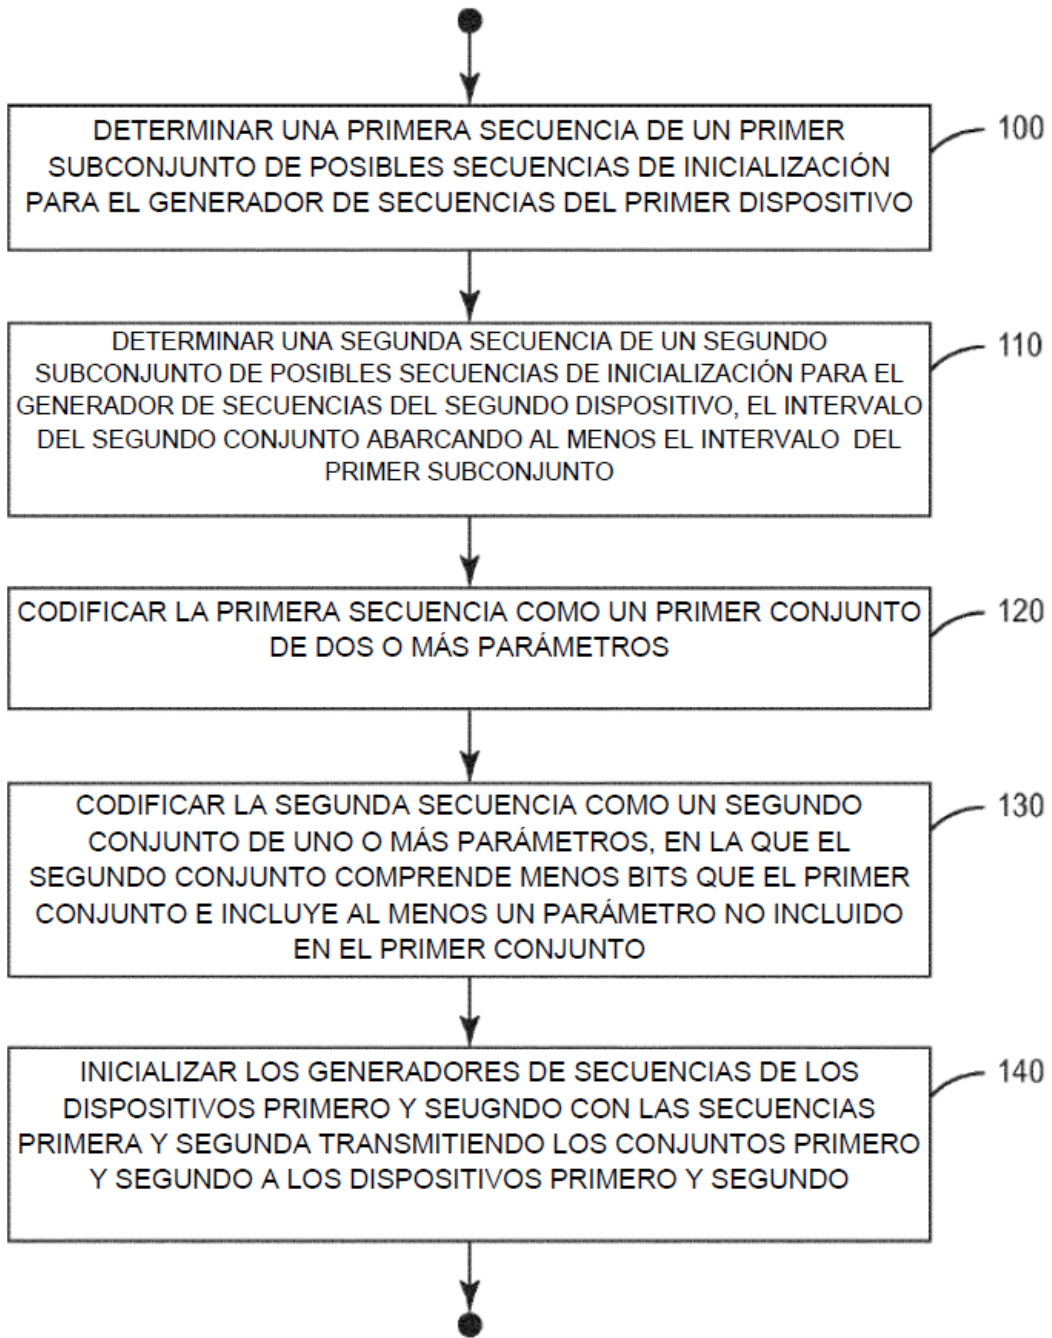 DETERMINAR UNA PRIMERA SECUENCIA DE UN PRIMER
SUBCONJUNTO DE POSIBLES SECUENCIAS DE INICIALIZACIÓN
PARA EL GENERADOR DE SECUENCIAS DEL PRIMER DISPOSITIVO
100
DETERMINAR UNA SEGUNDA SECUENCIA DE UN SEGUNDO
SUBCONJUNTO DE POSIBLES SECUENCIAS DE INICIALIZACIÓN PARA EL
GENERADOR DE SECUENCIAS DEL SEGUNDO DISPOSITIVO, EL INTERVALO
DEL SEGUNDO CONJUNTO ABARCANDO AL MENOS EL INTERVALO DEL
PRIMER SUBCONJUNTO
110
CODIFICAR LA PRIMERA SECUENCIA COMO UN PRIMER CONJUNTO
DE DOS O MÁS PARÁMETROS
120
CODIFICAR LA SEGUNDA SECUENCIA COMO UN SEGUNDO
CONJUNTO DE UNO O MÁS PARÁMETROS, EN LA QUE EL
SEGUNDO CONJUNTO COMPRENDE MENOS BITS QUE EL PRIMER
CONJUNTO E INCLUYE AL MENOS UN PARÁMETRO NO INCLUIDO
EN EL PRIMER CONJUNTO
130
INICIALIZAR LOS GENERADORES DE SECUENCIAS DE LOS
DISPOSITIVOS PRIMERO Y SEUGNDO CON LAS SECUENCIAS
PRIMERA Y SEGUNDA TRANSMITIENDO LOS CONJUNTOS PRIMERO
Y SEGUNDO A LOS DISPOSITIVOS PRIMERO Y SEGUNDO
140